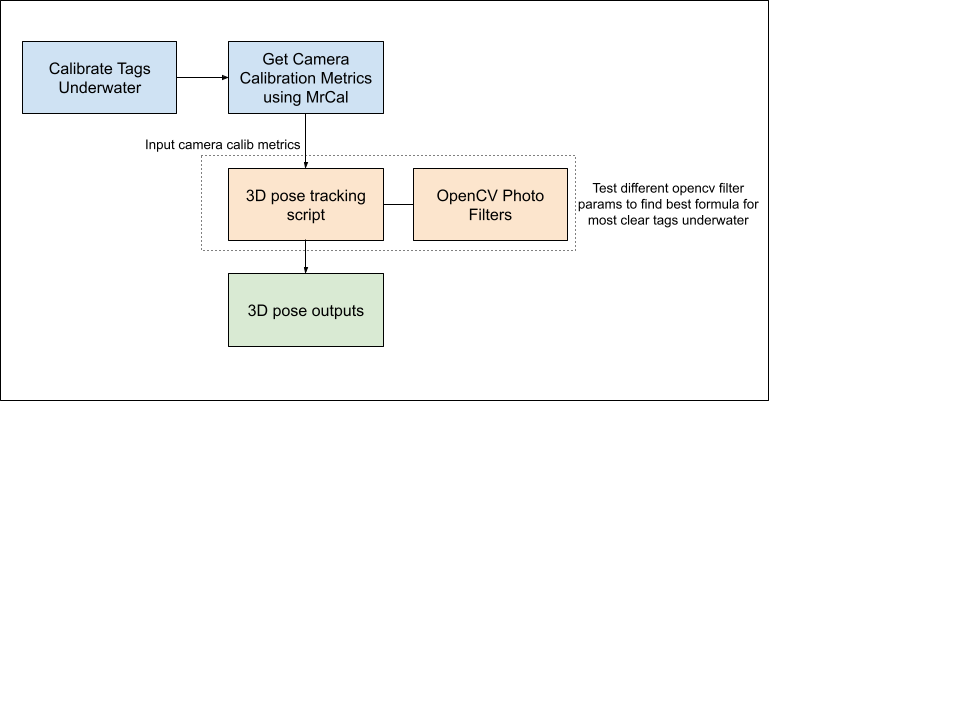 Calibrate Tags
Underwater
Get Camera
Calibration Metrics
using MrCal
Input camera calib metrics
3D pose tracking
script
OpenCV Photo
Filters
Test different opencv filter
params to find best formula for
most clear tags underwater
3D pose outputs